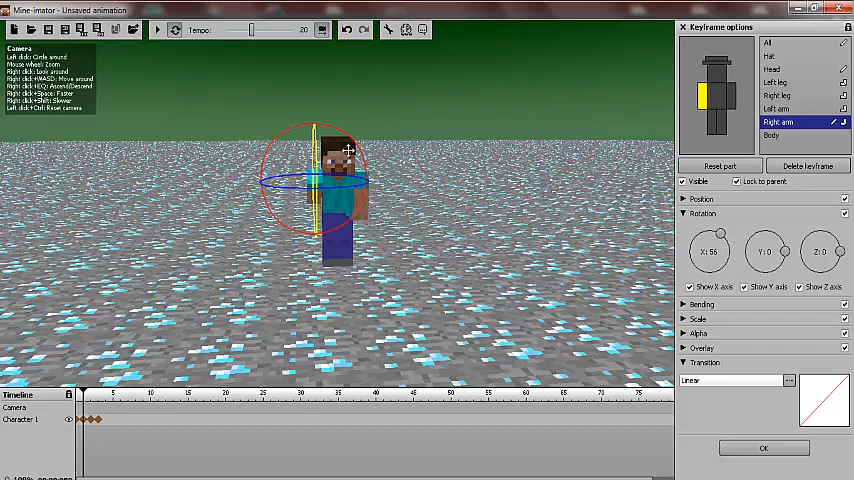 Mine-imator - Unsaved animation
Tempo: 20
Camera
Left click: Circle around
Mouse wheel: Zoom
Right click: Look around
Right click+WASD: Move around
Right click+EQ: Ascend/Descend
Right click+Space: Faster
Right click+Shift: Slower
Left click+Ctrl: Reset camera
Keyframe options
All
Hat
Head
Left leg
Right leg
Left arm
Right arm
Body
Reset part
Delete keyframe
Visible
Lock to parent
Position
Rotation
X: 56
Y: 0
Z: 0
Show X axis
Show Y axis
Show Z axis
Bending
Scale
Alpha
Overlay
Transition
Linear
OK
Timeline
5 10 15 20 25 30 35 40 45 50 55 60 65 70 75
Camera
Character 1